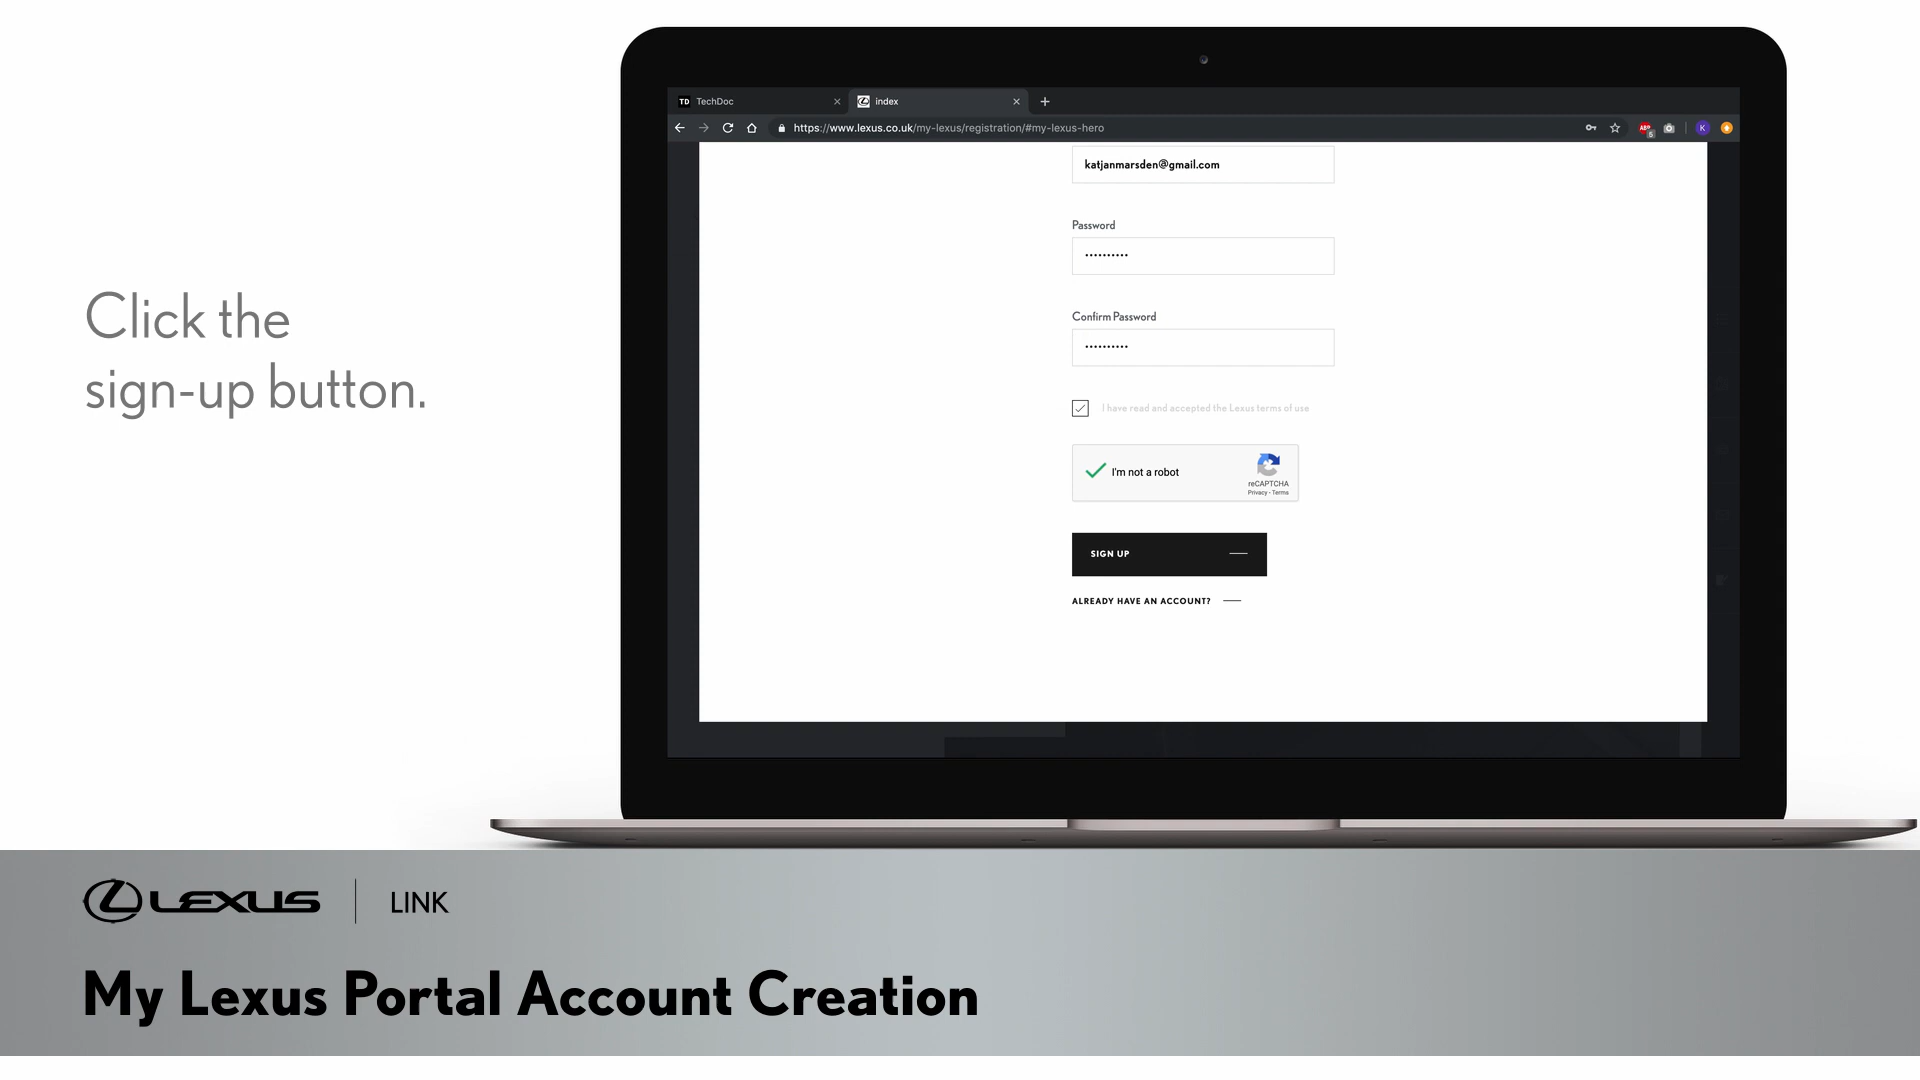 TD TechDoc
index
https://www.lexus.co.uk/my-lexus/registration/#my-lexus-hero
ABP
5
K
katjanmarsden@gmail.com
Password
Confirm Password
I have read and accepted the Lexus terms of use
I'm not a robot
reCAPTCHA
Privacy - Terms
SIGN UP
ALREADY HAVE AN ACCOUNT?
Click the
sign-up button.
LEXUS LINK
My Lexus Portal Account Creation